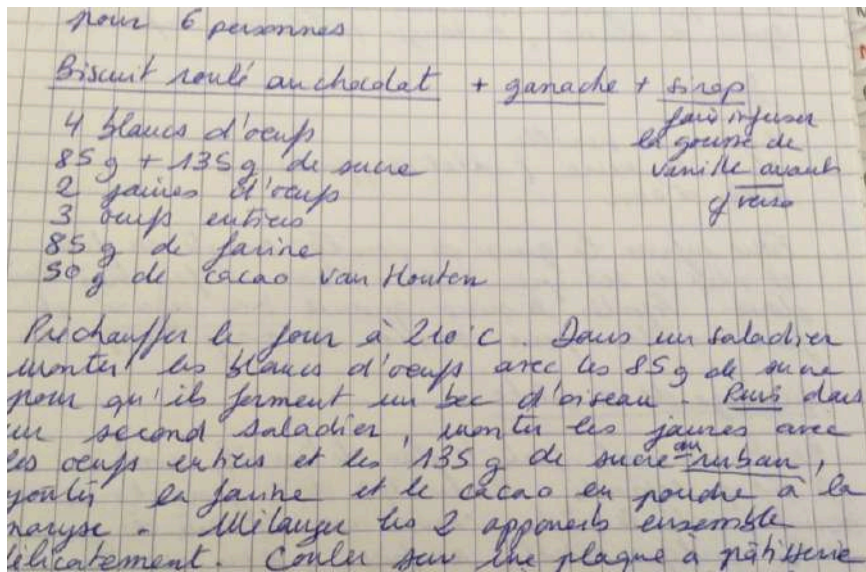 pour 6 personnes
Biscuit roulé au chocolat + ganache + sirop
faire infuser
4 blancs d'oeufs
la gousse de
85 g + 135 g de sucre
vanille avant
2 jaunes d'oeufs
3 oeufs entiers
85 g de farine
50 g de cacao Van Houten
Préchauffer le four à 210°C. Dans un saladier
monter les blancs d'oeufs avec les 85 g de sucre
pour qu'ils forment un bec d'oiseau. Puis dans
un second saladier, monter les jaunes avec
les oeufs entiers et les 135 g de sucre au ruban,
jouter la farine et le cacao en poudre à la
maryse. Mélanger les 2 appareils ensemble
délicatement. Couler sur une plaque à pâtisserie